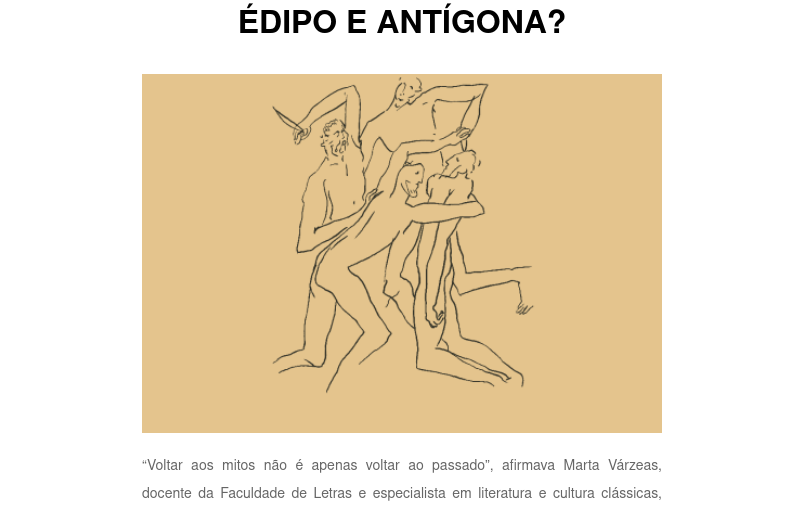 ÉDIPO E ANTÍGONA?
“Voltar aos mitos não é apenas voltar ao passado”, afirmava Marta Várzeas,
docente da Faculdade de Letras e especialista em literatura e cultura clássicas,